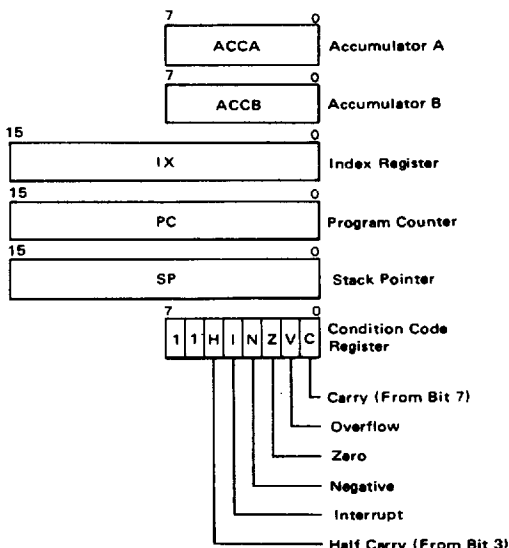 7 0
ACCA Accumulator A
7 0
ACCB Accumulator B
15 0
IX Index Register
15 0
PC Program Counter
15 0
SP Stack Pointer
7 0
1 1 H I N Z V C Condition Code
Register
Carry (From Bit 7)
Overflow
Zero
Negative
Interrupt
Half Carry (From Bit 3)